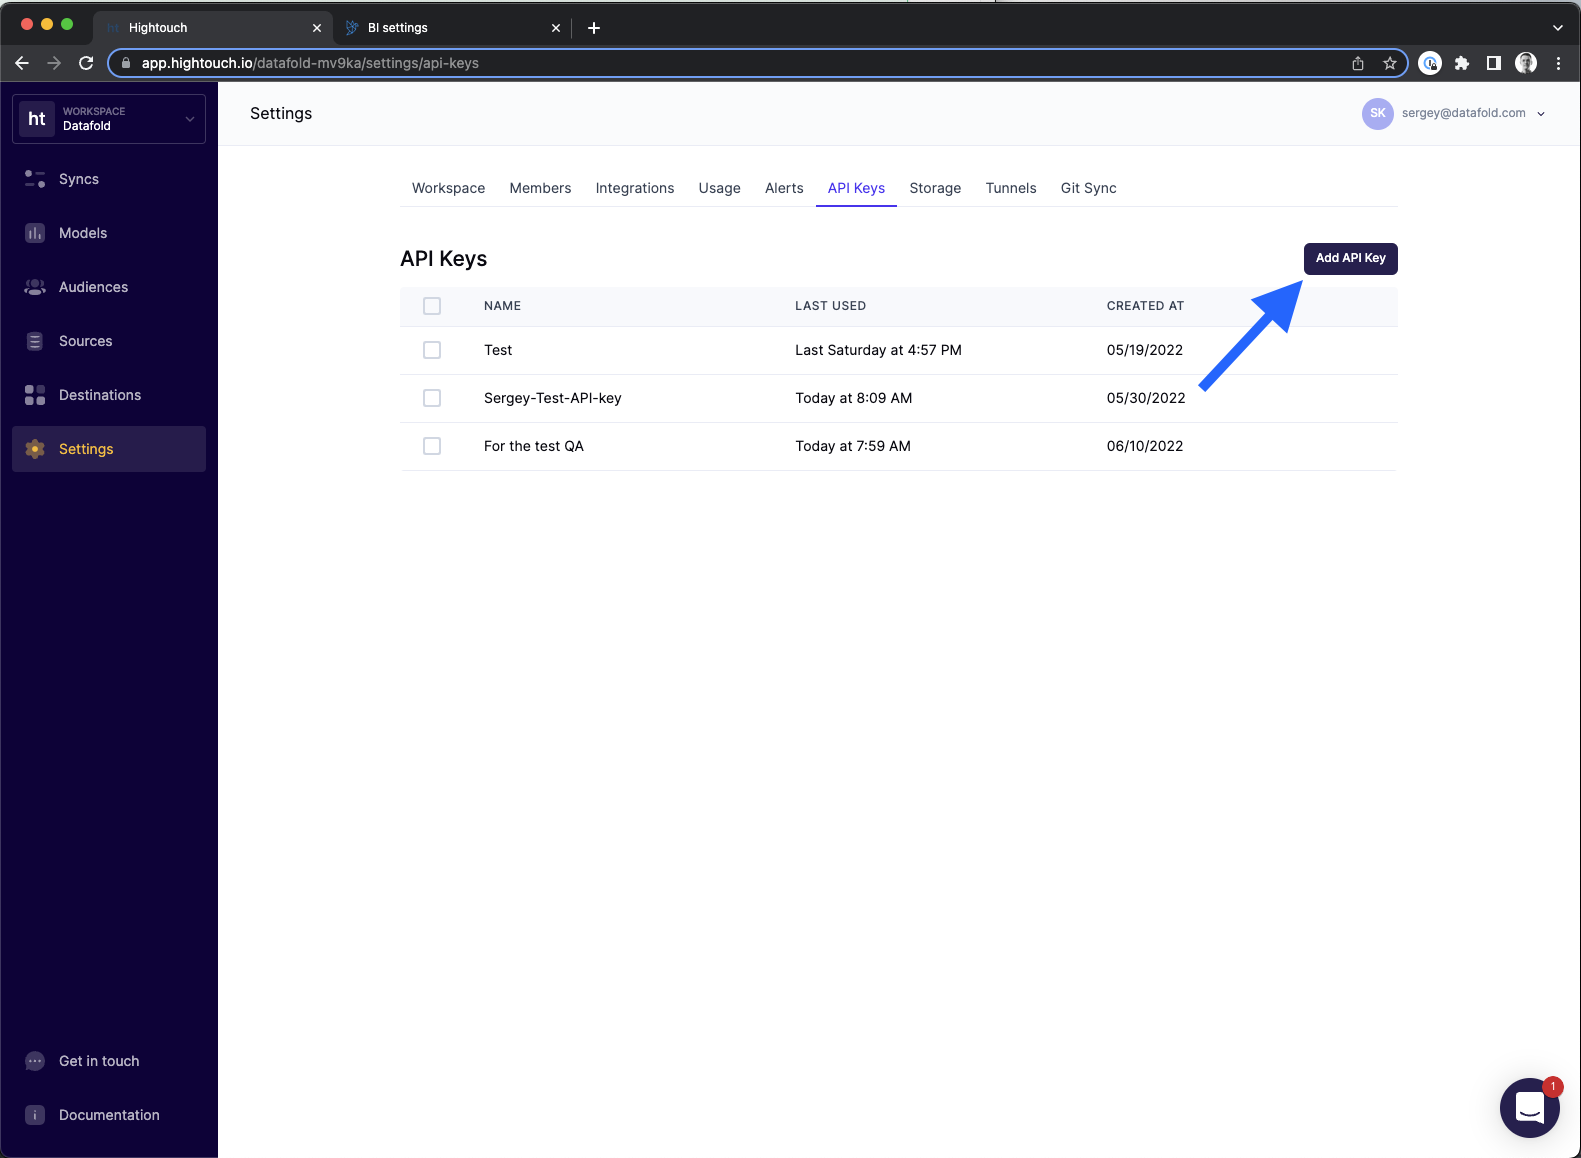 Hightouch
BI settings
app.hightouch.io/datafold-mv9ka/settings/api-keys
ht
WORKSPACE
Datafold
Settings
SK
sergey@datafold.com
Syncs
Models
Audiences
Sources
Destinations
Settings
Workspace Members Integrations Usage Alerts API Keys Storage Tunnels Git Sync
API Keys
Add API Key
NAME LAST USED CREATED AT
Test Last Saturday at 4:57 PM 05/19/2022
Sergey-Test-API-key Today at 8:09 AM 05/30/2022
For the test QA Today at 7:59 AM 06/10/2022
Get in touch
Documentation
1